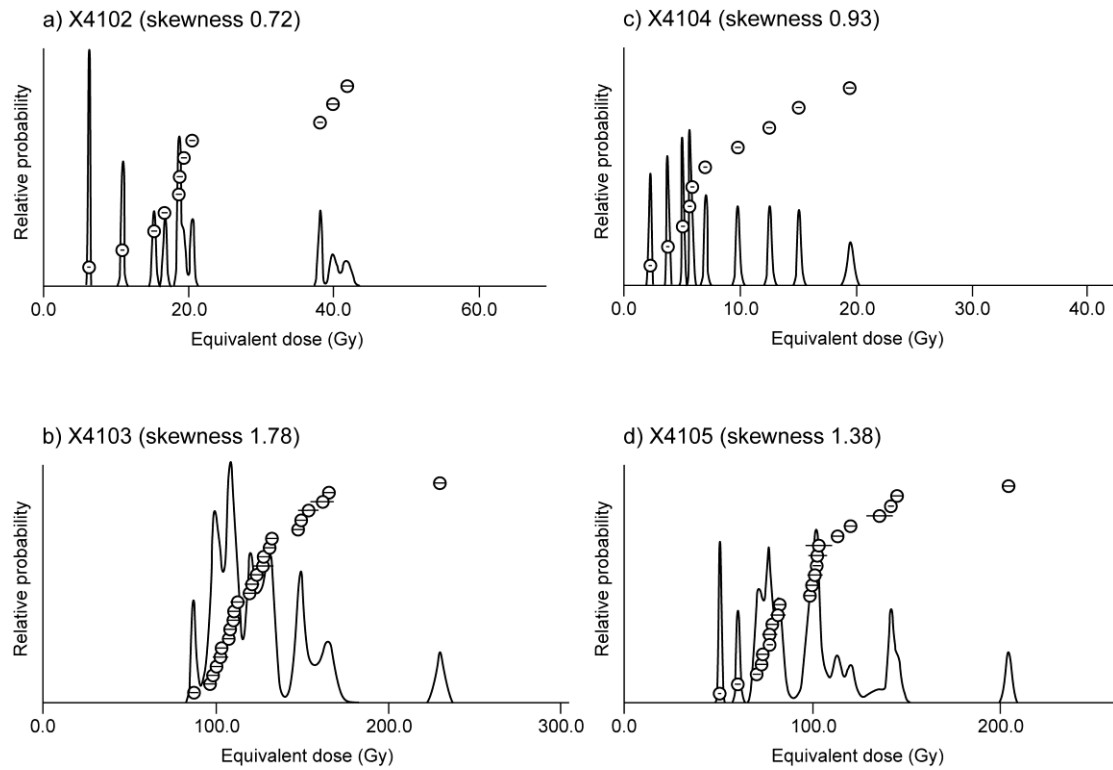 a) X4102 (skewness 0.72)
Relative probability
0.0 20.0 40.0 60.0
Equivalent dose (Gy)
c) X4104 (skewness 0.93)
Relative probability
0.0 10.0 20.0 30.0 40.0
Equivalent dose (Gy)
b) X4103 (skewness 1.78)
Relative probability
0.0 100.0 200.0 300.0
Equivalent dose (Gy)
d) X4105 (skewness 1.38)
Relative probability
0.0 100.0 200.0
Equivalent dose (Gy)